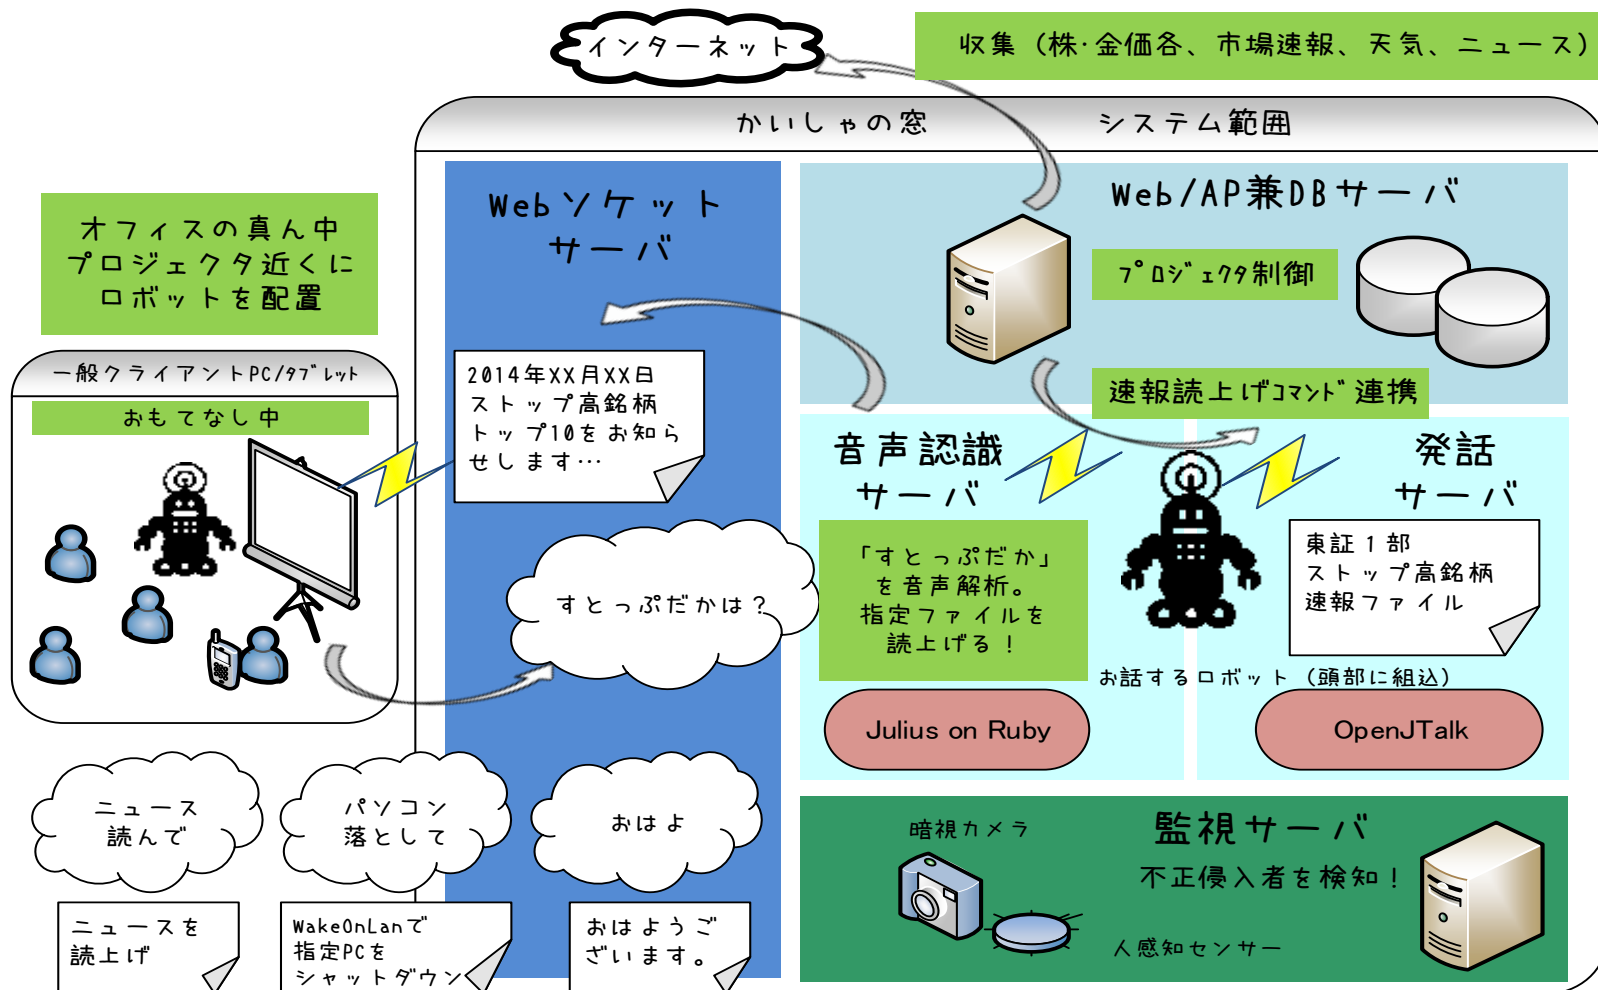 インターネット
収集（株･金価各、市場速報、天気、ニュース）
かいしゃの窓
システム範囲
オフィスの真ん中
プロジェクタ近くに
ロボットを配置
一般クライアントPC/ﾀﾌﾞﾚｯﾄ
おもてなし中
Webソケット
サーバ
2014年XX月XX日
ストップ高銘柄
トップ10をお知ら
せします…
すとっぷだかは？
Web/AP兼DBサーバ
ﾌﾟﾛｼﾞｪｸﾀ制御
速報読上げｺﾏﾝﾄﾞ連携
音声認識
サーバ
「すとっぷだか」
を音声解析。
指定ファイルを
読上げる！
発話
サーバ
東証１部
ストップ高銘柄
速報ファイル
お話するロボット（頭部に組込）
Julius on Ruby
OpenJTalk
ニュース
読んで
パソコン
落として
おはよ
ニュースを
読上げ
WakeOnLanで
指定PCを
シャットダウン
おはようご
ざいます。
監視サーバ
暗視カメラ
不正侵入者を検知！
人感知センサー